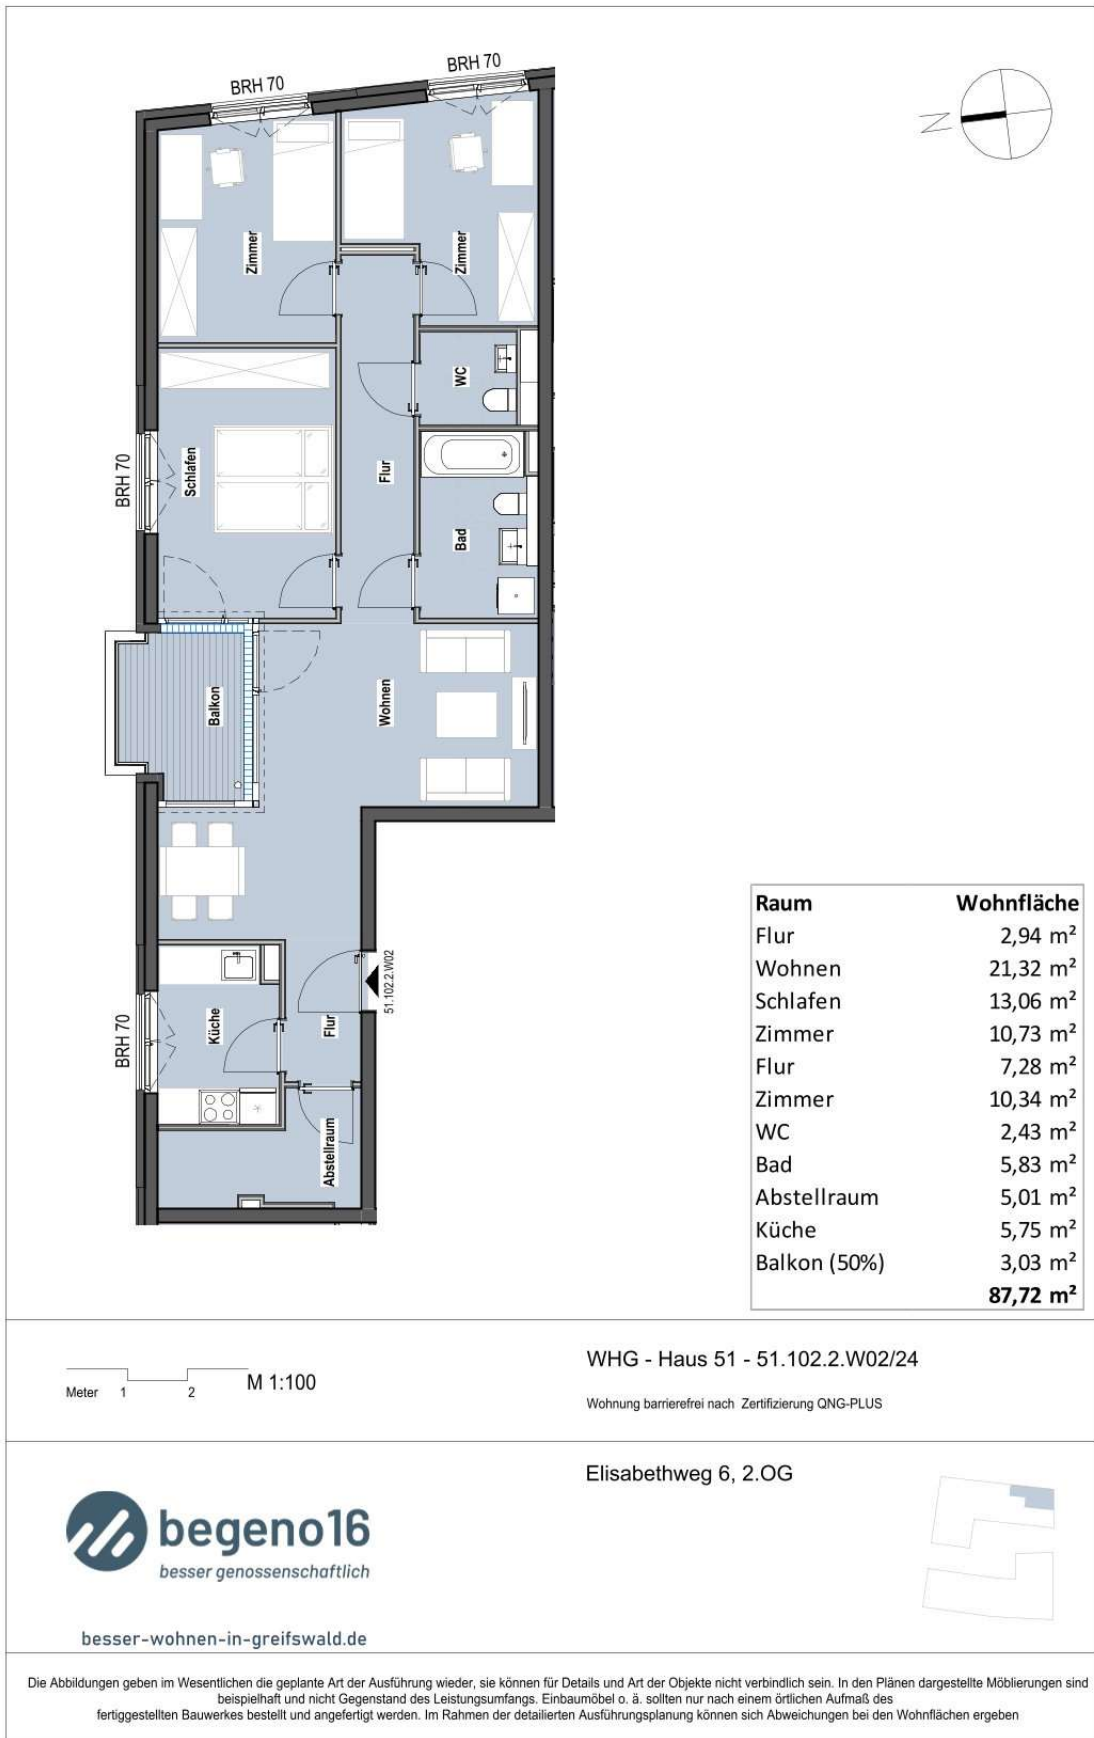 BRH 70
BRH 70
N
Zimmer
Zimmer
WC
BRH 70
Schlafen
Flur
Bad
Balkon
Wohnen
51.102.2.W02
BRH 70
Küche
Flur
Abstellraum
Raum Wohnfläche
Flur 2,94 m²
Wohnen 21,32 m²
Schlafen 13,06 m²
Zimmer 10,73 m²
Flur 7,28 m²
Zimmer 10,34 m²
WC 2,43 m²
Bad 5,83 m²
Abstellraum 5,01 m²
Küche 5,75 m²
Balkon (50%) 3,03 m²
87,72 m²
Meter 1 2 M 1:100
WHG - Haus 51 - 51.102.2.W02/24
Wohnung barrierefrei nach Zertifizierung QNG-PLUS
Elisabethweg 6, 2.OG
begeno16
besser genossenschaftlich
besser-wohnen-in-greifswald.de
Die Abbildungen geben im Wesentlichen die geplante Art der Ausführung wieder, sie können für Details und Art der Objekte nicht verbindlich sein. In den Plänen dargestellte Möblierungen sind
beispielhaft und nicht Gegenstand des Leistungsumfangs. Einbaumöbel o. ä. sollten nur nach einem örtlichen Aufmaß des
fertiggestellten Bauwerkes bestellt und angefertigt werden. Im Rahmen der detailierten Ausführungsplanung können sich Abweichungen bei den Wohnflächen ergeben